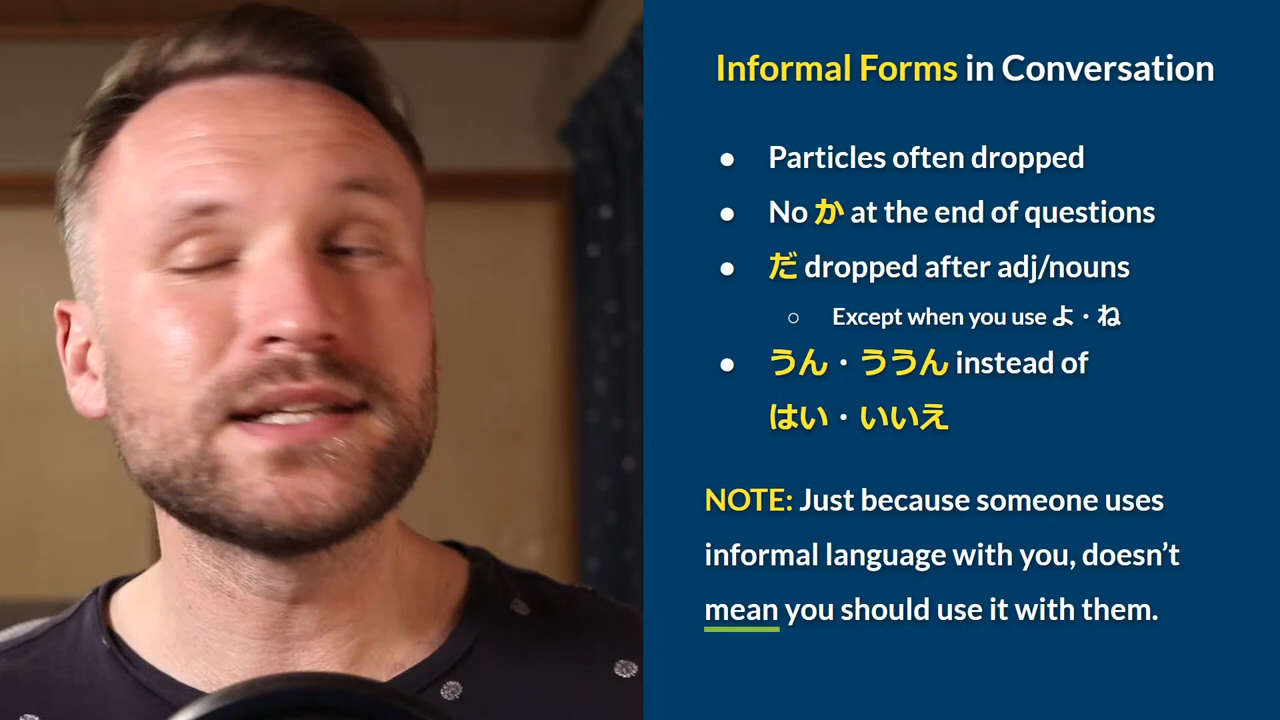 Informal Forms in Conversation
● Particles often dropped
● No か at the end of questions
● だ dropped after adj/nouns
○ Except when you use よ・ね
● うん・ううん instead of
はい・いいえ
NOTE: Just because someone uses
informal language with you, doesn’t
mean you should use it with them.